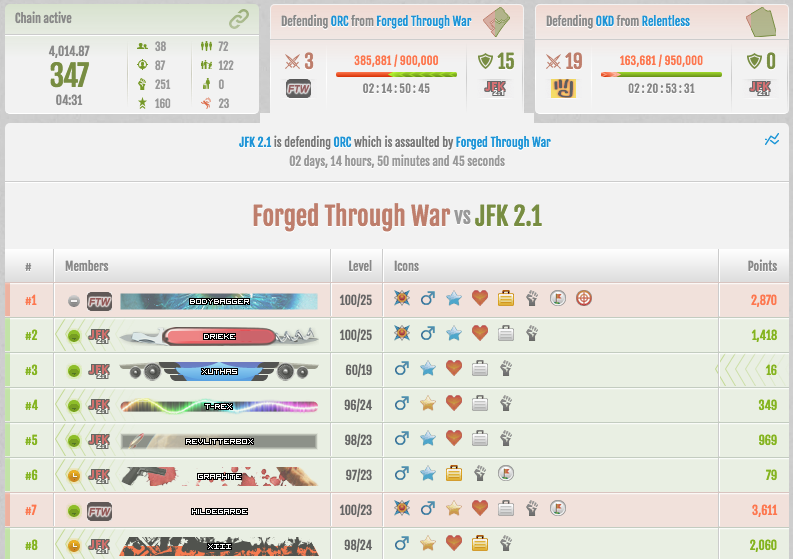 Chain active
4,014.87
347
04:31
38
87
251
160
72
122
0
23
Defending ORC from Forged Through War
3
385,881 / 900,000
15
FTW
02:14:50:45
JFK 2.1
Defending OKD from Relentless
19
163,681 / 950,000
0
02:20:53:31
JFK 2.1
JFK 2.1 is defending ORC which is assaulted by Forged Through War
02 days, 14 hours, 50 minutes and 45 seconds
Forged Through War vs JFK 2.1
# Members Level Icons Points
#1 FTW BODYBAGGER 100/25 2,870
#2 JFK 2.1 DRIEKE 100/25 1,418
#3 JFK 2.1 XUTHAS 60/19 16
#4 JFK 2.1 T-REX 96/24 349
#5 JFK 2.1 REVLITTERBOX 98/23 969
#6 JFK 2.1 GRAPHITE 97/23 79
#7 FTW HILDEGARDE 100/23 3,611
#8 JFK 2.1 XIII 98/24 2,060